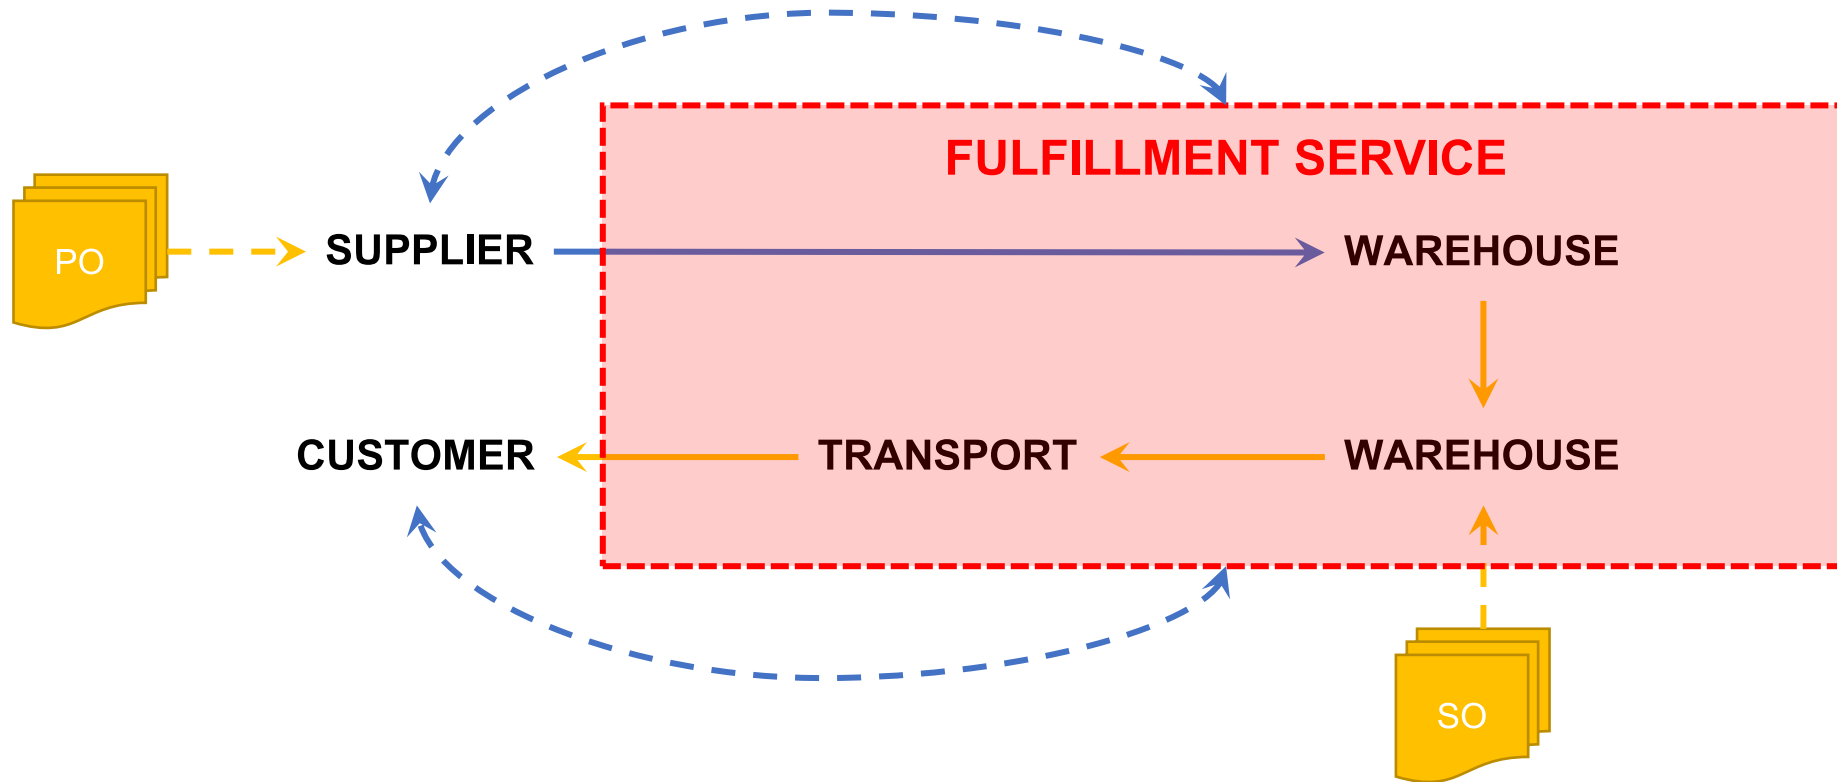 FULFILLMENT SERVICE
PO
SUPPLIER
WAREHOUSE
CUSTOMER
TRANSPORT
WAREHOUSE
SO